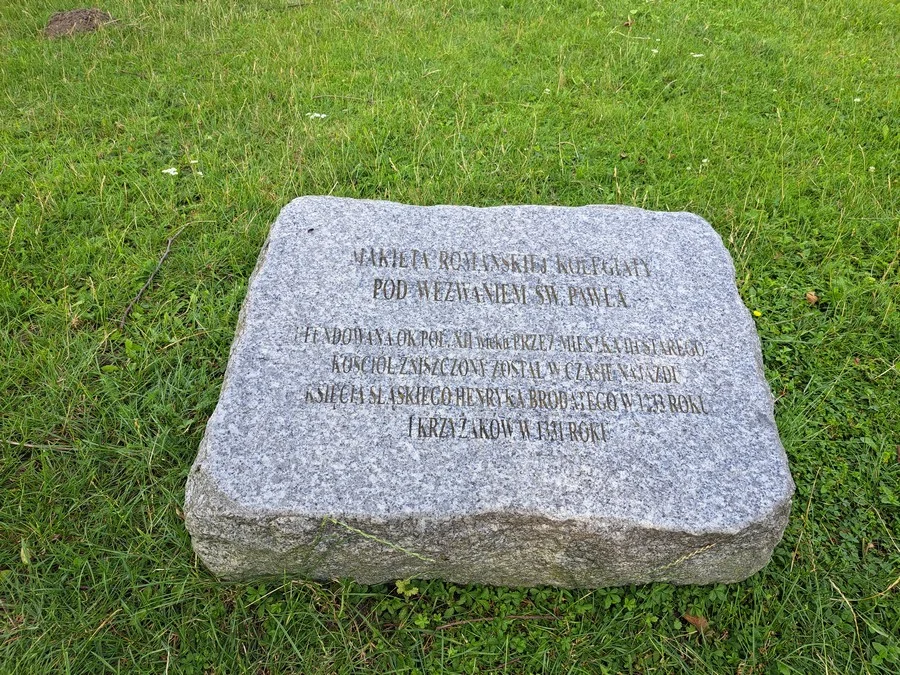 MAKIETA ROMAŃSKIEJ KOLEGIATY
POD WEZWANIEM ŚW. PAWŁA
UFUNDOWANA OK POŁ. XII wieku PRZEZ MIESZKA III STAREGO
KOŚCIÓŁ ZNISZCZONY ZOSTAŁ W CZASIE NAJAZDU
KSIĘCIA ŚLĄSKIEGO HENRYKA BRODATEGO W 1233 ROKU
I KRZYŻAKÓW W 1331 ROKU